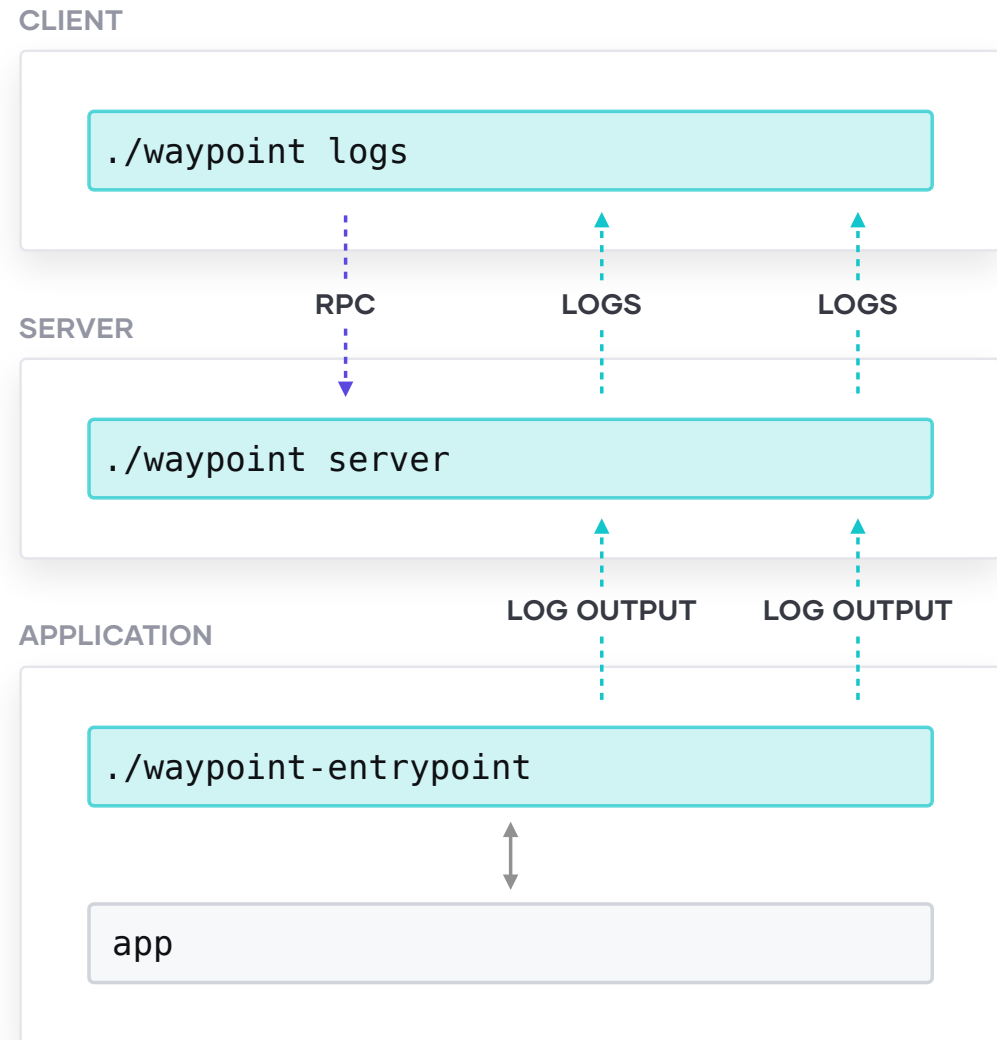 CLIENT
./waypoint logs
RPC
LOGS
LOGS
SERVER
./waypoint server
LOG OUTPUT
LOG OUTPUT
APPLICATION
./waypoint-entrypoint
app